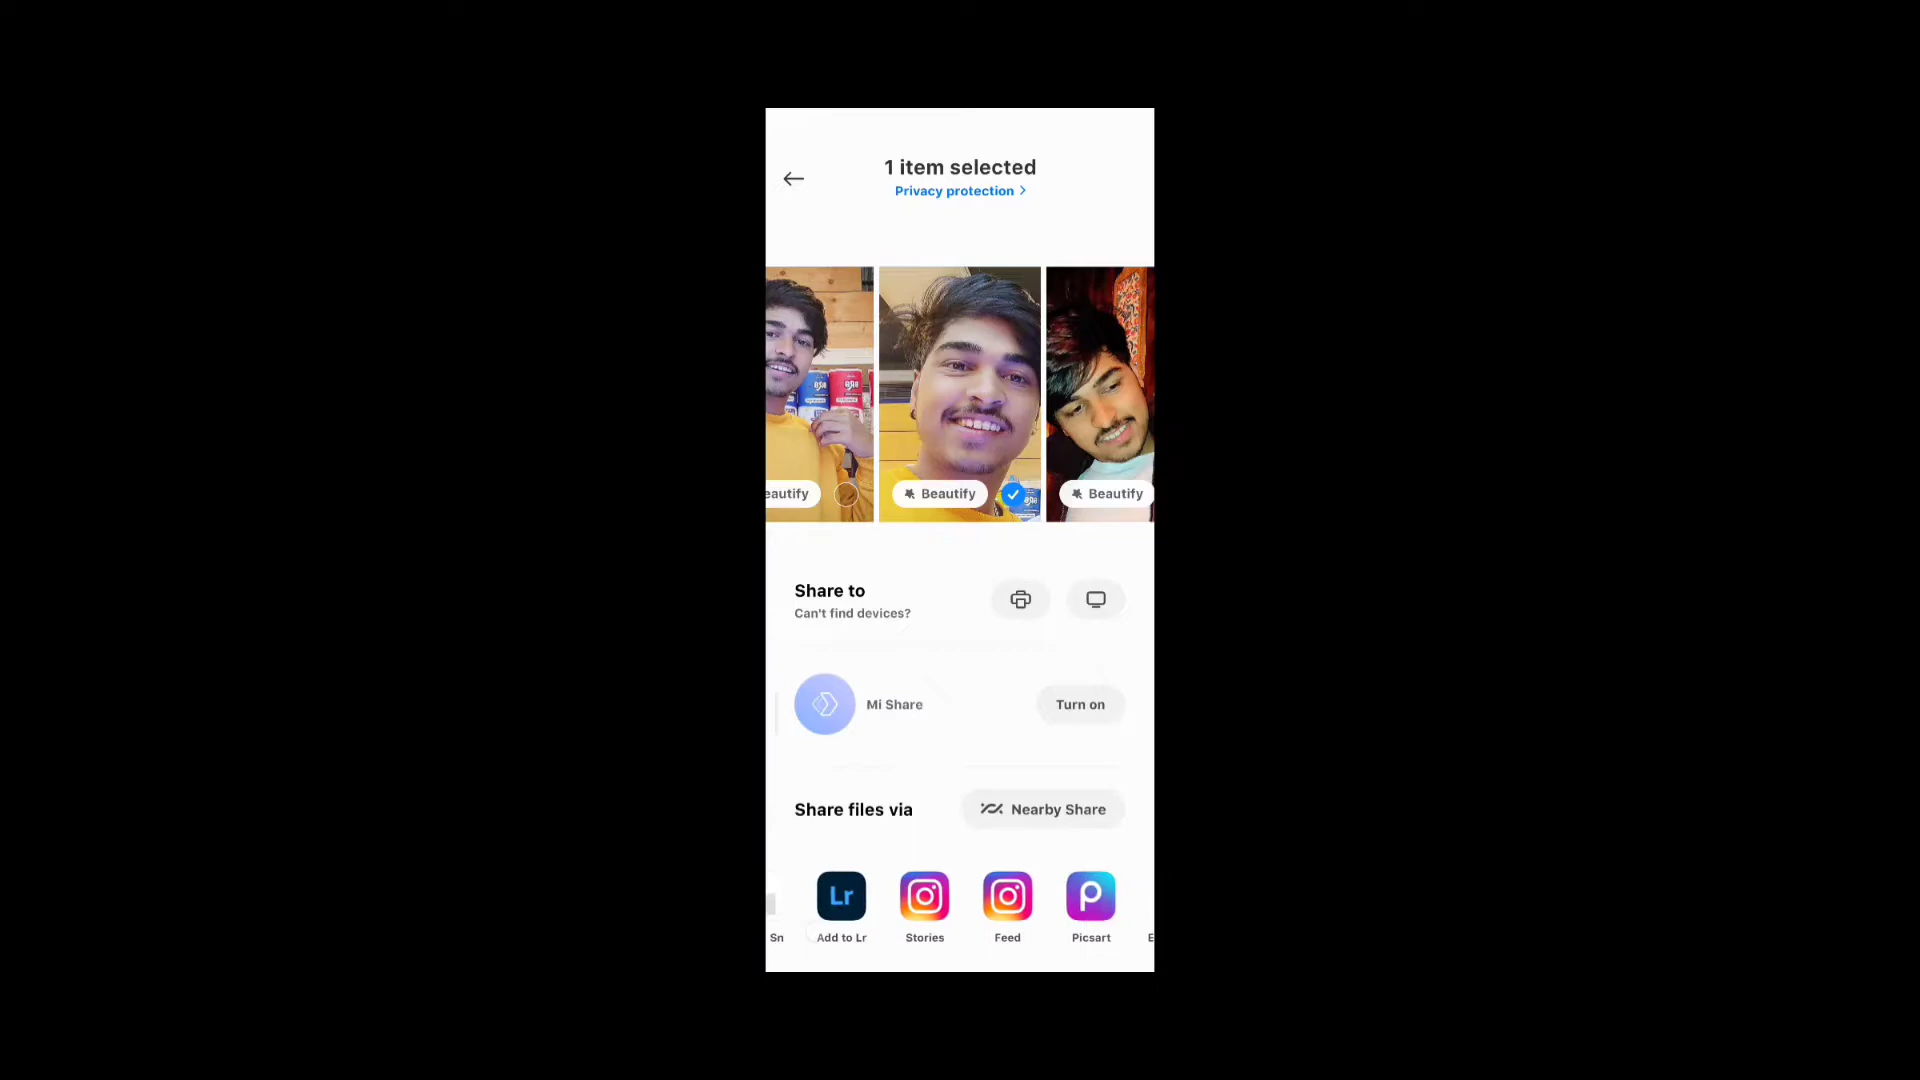 1 item selected
Privacy protection >
eautify
Beautify
Beautify
Share to
Can't find devices?
Mi Share
Turn on
Share files via
Nearby Share
Lr
Sn
Add to Lr
Stories
Feed
Picsart
E